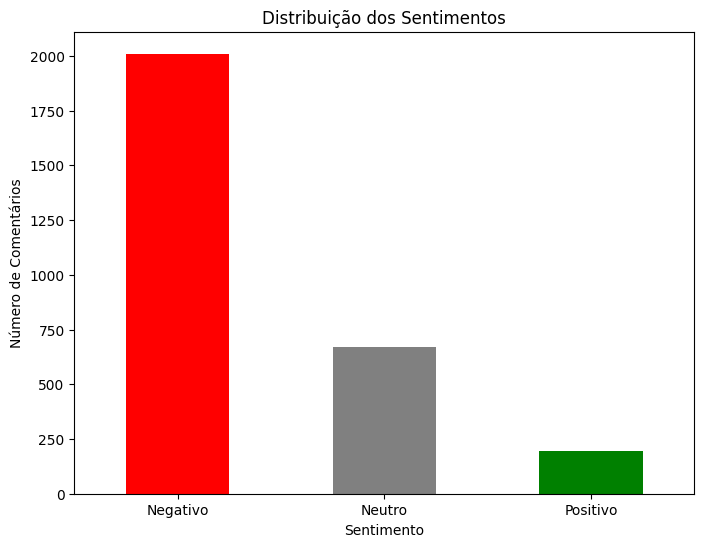 Distribuição dos Sentimentos
Número de Comentários
2000
1750
1500
1250
1000
750
500
250
0
Negativo
Neutro
Positivo
Sentimento